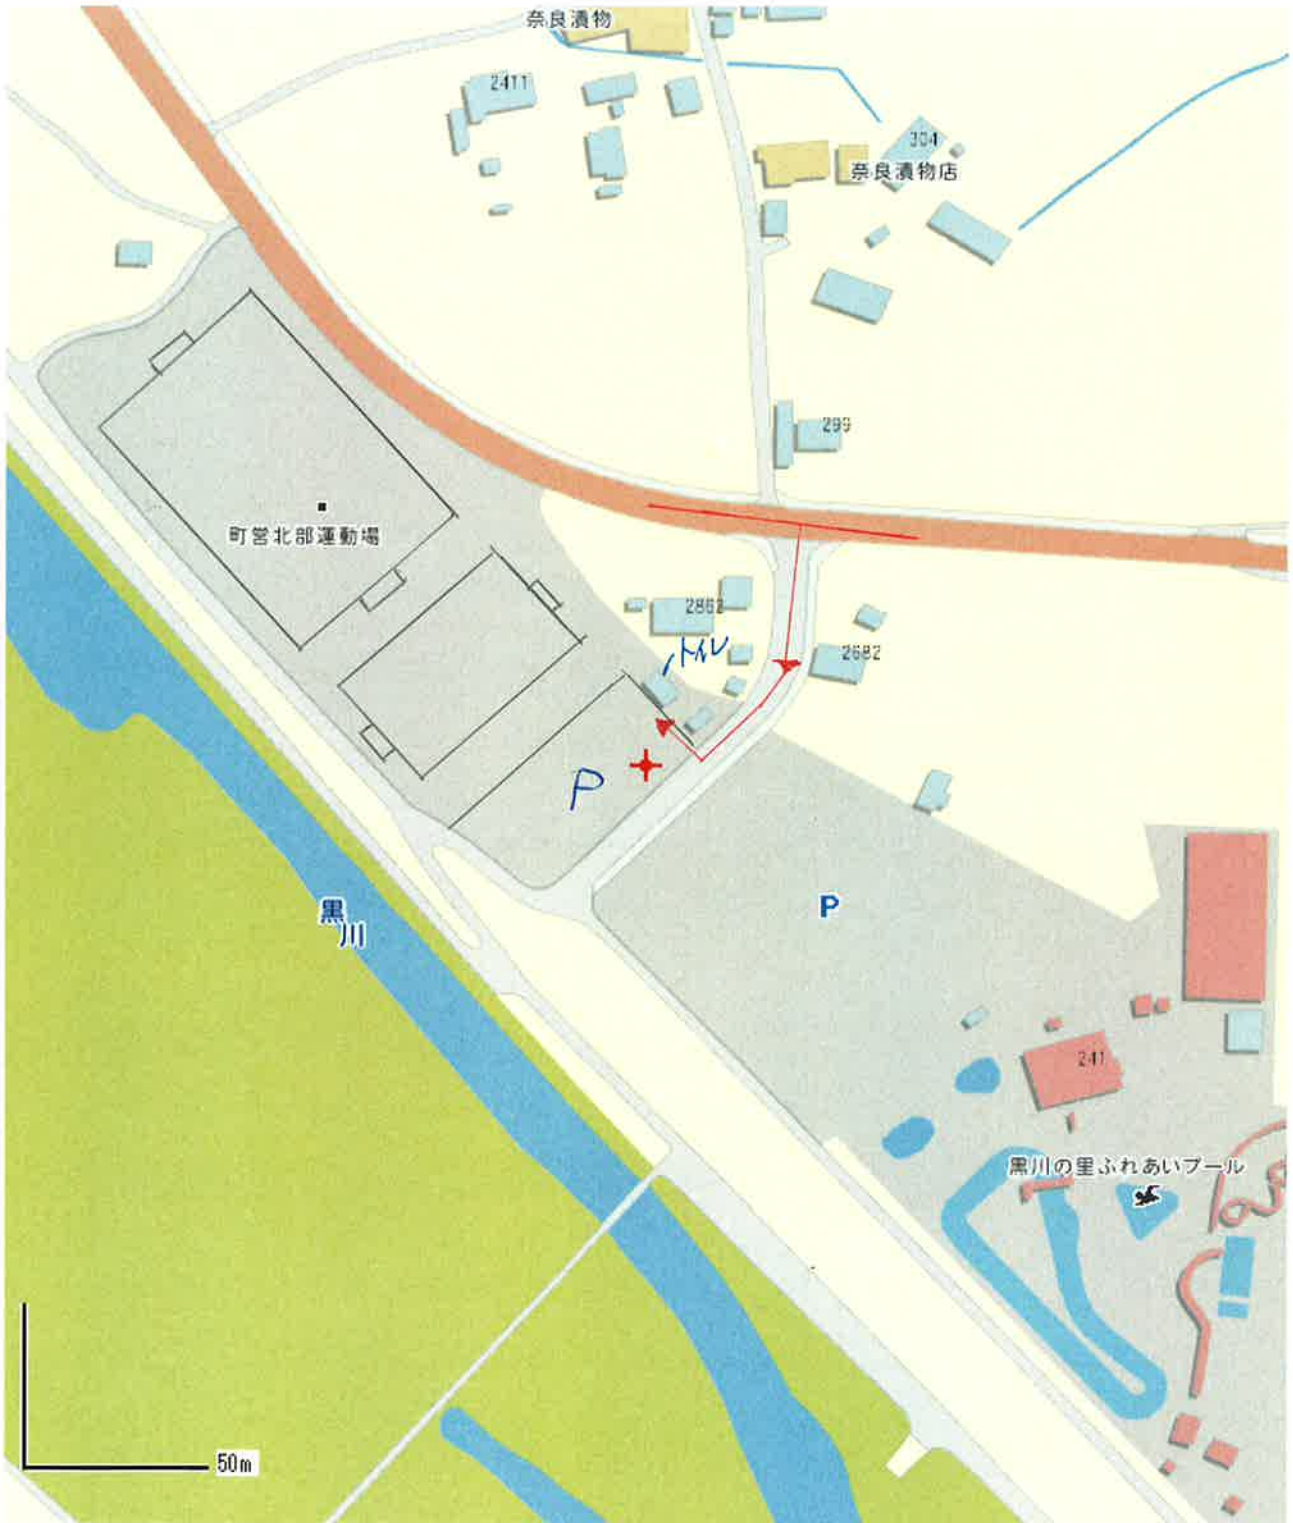 奈良漬物
2411
304
奈良漬物店
299
町営北部運動場
2862
トイレ
2682
P
P
黒川
241
黒川の里ふれあいプール
50m